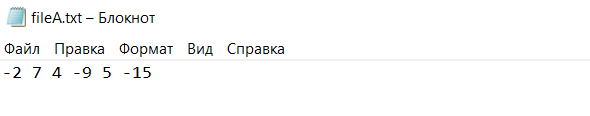 fileA.txt – Блокнот
Файл Правка Формат Вид Справка
-2 7 4 -9 5 -15